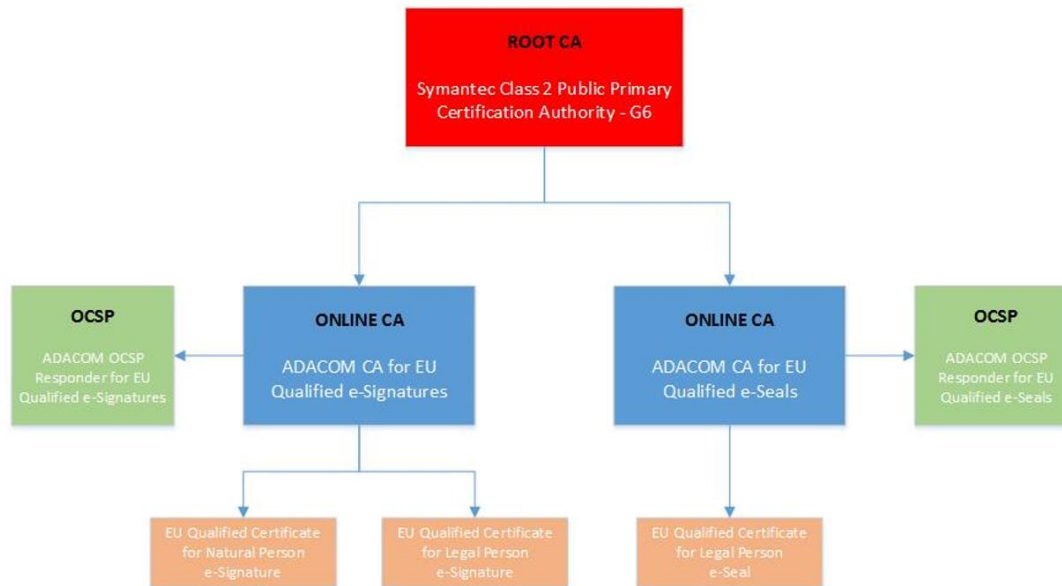 ROOT CA
Symantec Class 2 Public Primary
Certification Authority - G6
OCSP
ADACOM OCSP
Responder for EU
Qualified e-Signatures
ONLINE CA
ADACOM CA for EU
Qualified e-Signatures
ONLINE CA
ADACOM CA for EU
Qualified e-Seals
OCSP
ADACOM OCSP
Responder for EU
Qualified e-Seals
EU Qualified Certificate
for Natural Person
e-Signature
EU Qualified Certificate
for Legal Person
e-Signature
EU Qualified Certificate
for Legal Person
e-Seal